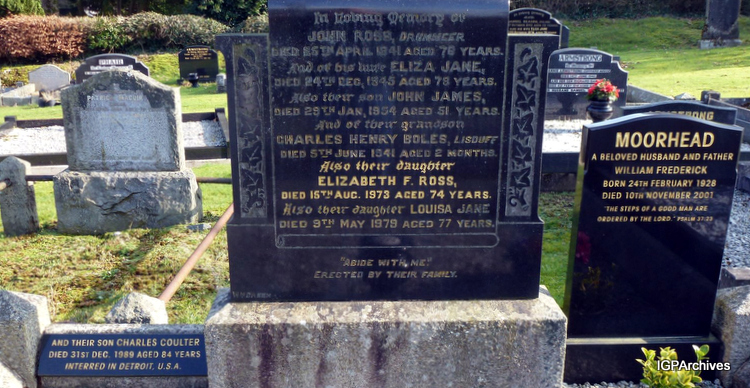 In Loving Memory of
JOHN ROSS, DRUMHEER
DIED 25TH APRIL 1941 AGED 76 YEARS.
And of his wife ELIZA JANE,
DIED 24TH DEC. 1945 AGED 78 YEARS.
Also their son JOHN JAMES,
DIED 29TH JAN. 1954 AGED 51 YEARS.
And of their grandson
CHARLES HENRY BOLES, LISDUFF
DIED 5TH JUNE 1941 AGED 2 MONTHS.
Also their daughter
ELIZABETH F. ROSS,
DIED 15TH AUG. 1973 AGED 74 YEARS.
Also their daughter LOUISA JANE
DIED 9TH MAY 1979 AGED 77 YEARS.
"ABIDE WITH ME."
ERECTED BY THEIR FAMILY.
AND THEIR SON CHARLES COULTER
DIED 31ST DEC. 1989 AGED 84 YEARS
INTERRED IN DETROIT. U.S.A.
ARMSTRONG
MOORHEAD
A BELOVED HUSBAND AND FATHER
WILLIAM FREDERICK
BORN 24TH FEBRUARY 1928
DIED 10TH NOVEMBER 2001
"THE STEPS OF A GOOD MAN ARE
ORDERED BY THE LORD." PSALM 37:23
IGPArchives